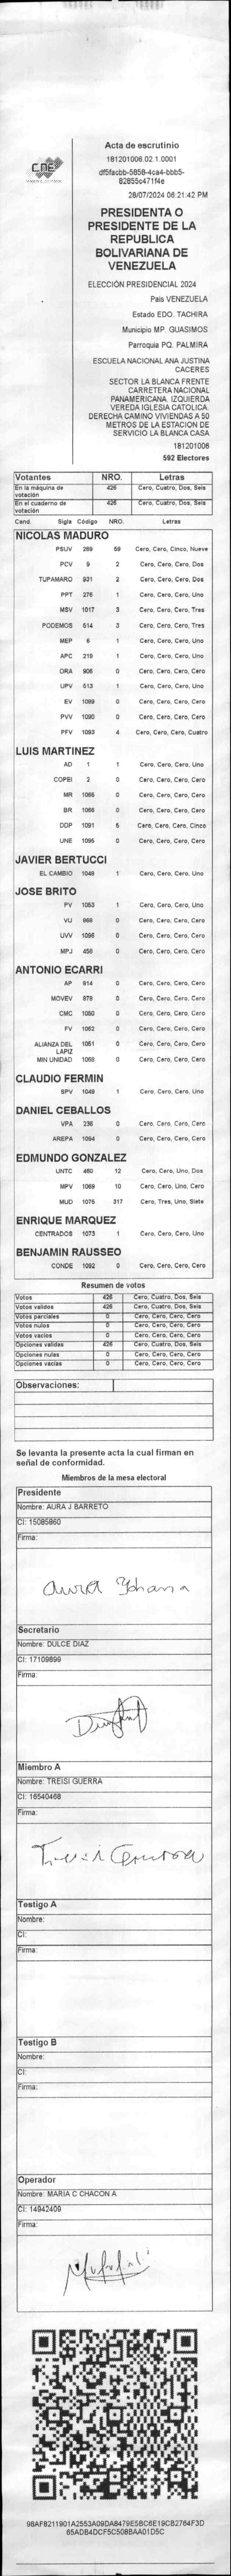 CNE
Acta de escrutinio
181201006.02.1.0001
df5facbb-5858-4ca4-bbb5-
82855c471f4e
28/07/2024 06:21:42 PM
PRESIDENTA O
PRESIDENTE DE LA
REPUBLICA
BOLIVARIANA DE
VENEZUELA
ELECCIÓN PRESIDENCIAL 2024
País VENEZUELA
Estado EDO. TACHIRA
Municipio MP. GUASIMOS
Parroquia PQ. PALMIRA
ESCUELA NACIONAL ANA JUSTINA
CACERES
SECTOR LA BLANCA FRENTE
CARRETERA NACIONAL
PANAMERICANA. IZQUIERDA
VEREDA IGLESIA CATOLICA.
DERECHA CAMINO VIVIENDAS A 50
METROS DE LA ESTACION DE
SERVICIO LA BLANCA CASA
181201006
592 Electores
Votantes NRO. Letras
En la máquina de votación 426 Cero, Cuatro, Dos, Seis
En el cuaderno de votación 426 Cero, Cuatro, Dos, Seis
Cand. Sigla Código NRO. Letras
NICOLAS MADURO
PSUV 269 59 Cero, Cero, Cinco, Nueve
PCV 9 2 Cero, Cero, Cero, Dos
TUPAMARO 931 2 Cero, Cero, Cero, Dos
PPT 276 1 Cero, Cero, Cero, Uno
MSV 1017 3 Cero, Cero, Cero, Tres
PODEMOS 514 3 Cero, Cero, Cero, Tres
MEP 6 1 Cero, Cero, Cero, Uno
APC 219 1 Cero, Cero, Cero, Uno
ORA 906 0 Cero, Cero, Cero, Cero
UPV 513 1 Cero, Cero, Cero, Uno
EV 1089 0 Cero, Cero, Cero, Cero
PVV 1090 0 Cero, Cero, Cero, Cero
PFV 1093 4 Cero, Cero, Cero, Cuatro
LUIS MARTINEZ
AD 1 1 Cero, Cero, Cero, Uno
COPEI 2 0 Cero, Cero, Cero, Cero
MR 1065 0 Cero, Cero, Cero, Cero
BR 1066 0 Cero, Cero, Cero, Cero
DDP 1091 5 Cero, Cero, Cero, Cinco
UNE 1095 0 Cero, Cero, Cero, Cero
JAVIER BERTUCCI
EL CAMBIO 1049 1 Cero, Cero, Cero, Uno
JOSE BRITO
PV 1053 1 Cero, Cero, Cero, Uno
VU 868 0 Cero, Cero, Cero, Cero
UVV 1096 0 Cero, Cero, Cero, Cero
MPJ 458 0 Cero, Cero, Cero, Cero
ANTONIO ECARRI
AP 814 0 Cero, Cero, Cero, Cero
MOVEV 878 0 Cero, Cero, Cero, Cero
CMC 1050 0 Cero, Cero, Cero, Cero
FV 1062 0 Cero, Cero, Cero, Cero
ALIANZA DEL LAPIZ 1051 0 Cero, Cero, Cero, Cero
MIN UNIDAD 1068 0 Cero, Cero, Cero, Cero
CLAUDIO FERMIN
SPV 1048 1 Cero, Cero, Cero, Uno
DANIEL CEBALLOS
VPA 236 0 Cero, Cero, Cero, Cero
AREPA 1094 0 Cero, Cero, Cero, Cero
EDMUNDO GONZALEZ
UNTC 460 12 Cero, Cero, Uno, Dos
MPV 1069 10 Cero, Cero, Uno, Cero
MUD 1075 317 Cero, Tres, Uno, Siete
ENRIQUE MARQUEZ
CENTRADOS 1073 1 Cero, Cero, Cero, Uno
BENJAMIN RAUSSEO
CONDE 1092 0 Cero, Cero, Cero, Cero
Resumen de votos
Votos 426 Cero, Cuatro, Dos, Seis
Votos validos 426 Cero, Cuatro, Dos, Seis
Votos parciales 0 Cero, Cero, Cero, Cero
Votos nulos 0 Cero, Cero, Cero, Cero
Votos vacios 0 Cero, Cero, Cero, Cero
Opciones validas 426 Cero, Cuatro, Dos, Seis
Opciones nulas 0 Cero, Cero, Cero, Cero
Opciones vacias 0 Cero, Cero, Cero, Cero
Observaciones:
Se levanta la presente acta la cual firman en
señal de conformidad.
Miembros de la mesa electoral
Presidente
Nombre: AURA J BARRETO
CI: 15085860
Firma:
Aura Yohana
Secretario
Nombre: DULCE DIAZ
CI: 17109899
Firma:
Miembro A
Nombre: TREISI GUERRA
CI: 16540468
Firma:
Treisi Guerra
Testigo A
Nombre:
CI:
Firma:
Testigo B
Nombre:
CI:
Firma:
Operador
Nombre: MARIA C CHACON A
CI: 14942409
Firma:
98AF8211901A2553A09DA8479E5BC6E19CB2764F3D
65ADB4DCF5C508BAA01D5C